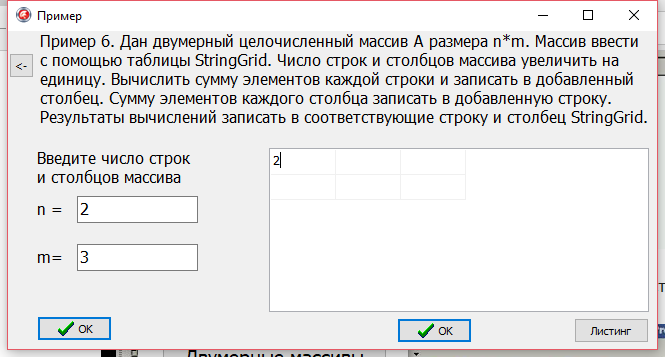 Пример
Пример 6. Дан двумерный целочисленный массив А размера n*m. Массив ввести
<-
с помощью таблицы StringGrid. Число строк и столбцов массива увеличить на
единицу. Вычислить сумму элементов каждой строки и записать в добавленный
столбец. Сумму элементов каждого столбца записать в добавленную строку.
Результаты вычислений записать в соответствующие строку и столбец StringGrid.
Введите число строк
и столбцов массива
2
n =
2
m=
3
OK
OK
Листинг
Двумерные массивы